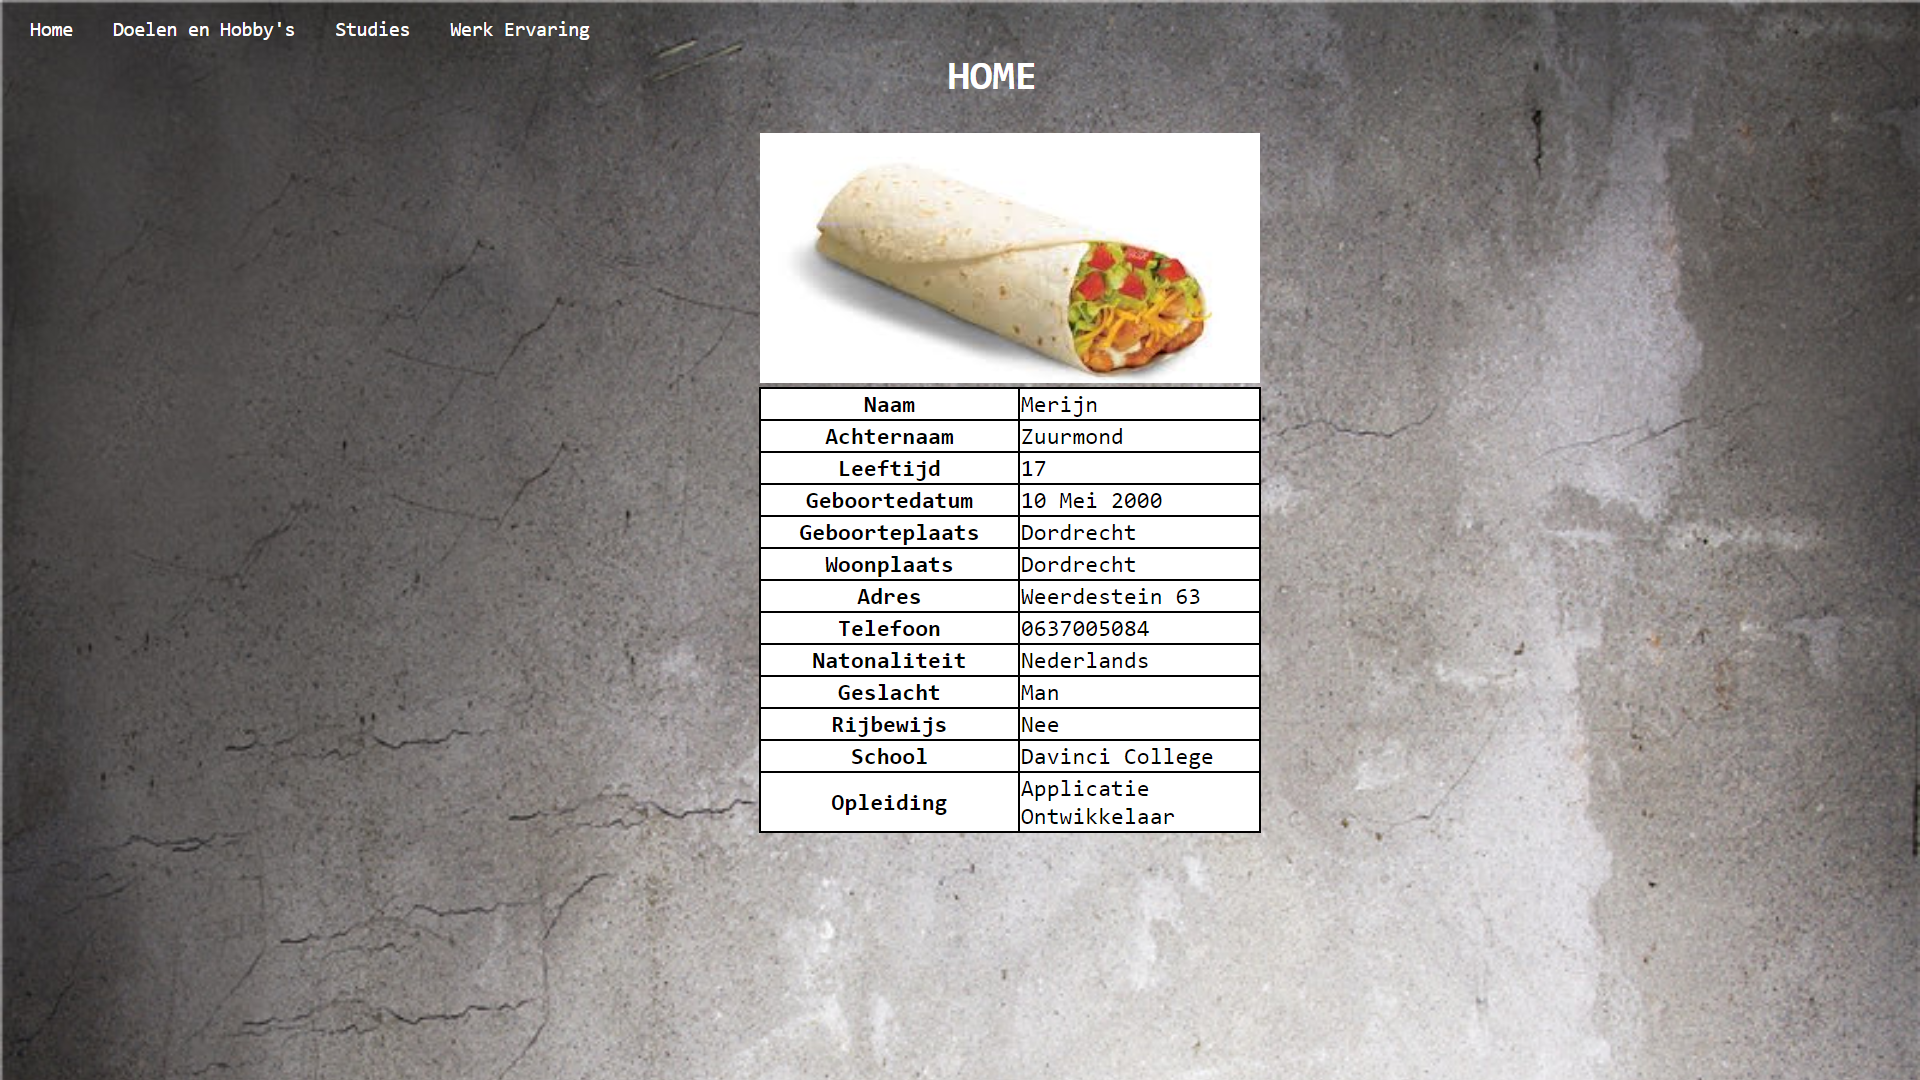 Home Doelen en Hobby's Studies Werk Ervaring
HOME
Naam Merijn
Achternaam Zuurmond
Leeftijd 17
Geboortedatum 10 Mei 2000
Geboorteplaats Dordrecht
Woonplaats Dordrecht
Adres Weerdestein 63
Telefoon 0637005084
Natonaliteit Nederlands
Geslacht Man
Rijbewijs Nee
School Davinci College
Opleiding Applicatie
Ontwikkelaar